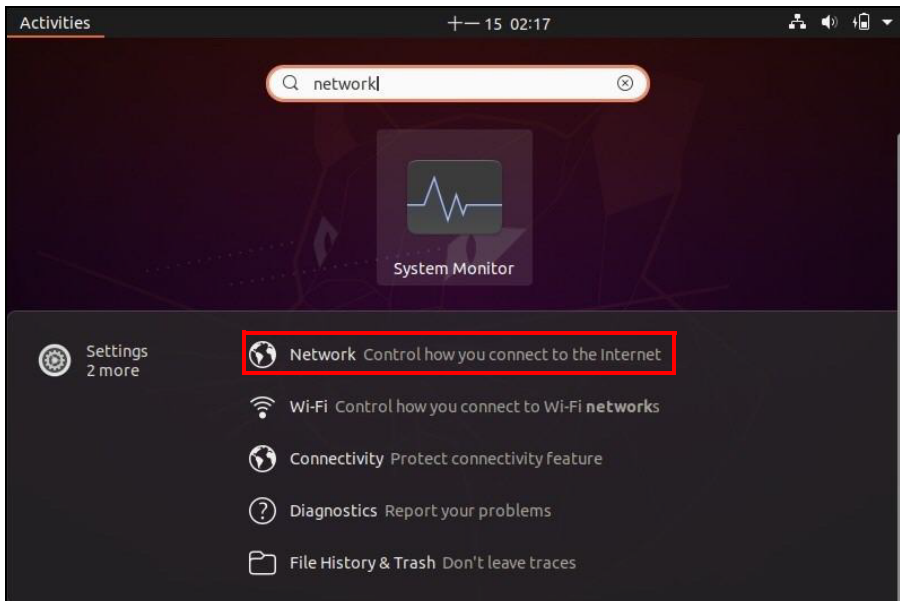 Activities
十一 15 02:17
network
System Monitor
Settings
2 more
Network Control how you connect to the Internet
Wi-Fi Control how you connect to Wi-Fi networks
Connectivity Protect connectivity feature
Diagnostics Report your problems
File History & Trash Don't leave traces